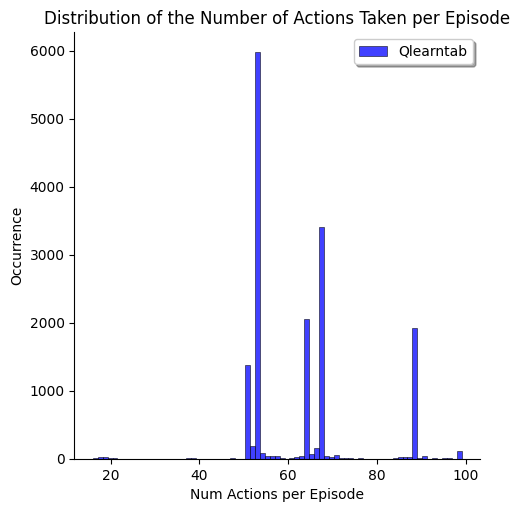 Distribution of the Number of Actions Taken per Episode
Qlearntab
Occurrence
6000
5000
4000
3000
2000
1000
0
20 40 60 80 100
Num Actions per Episode